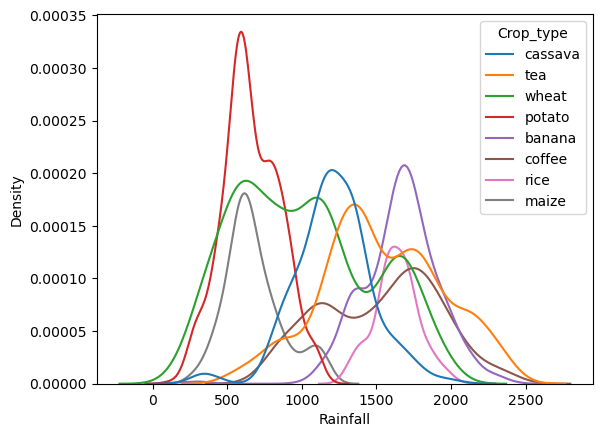 0.00035
0.00030
0.00025
0.00020
0.00015
0.00010
0.00005
0.00000
Density
0
500
1000
1500
2000
2500
Rainfall
Crop_type
cassava
tea
wheat
potato
banana
coffee
rice
maize